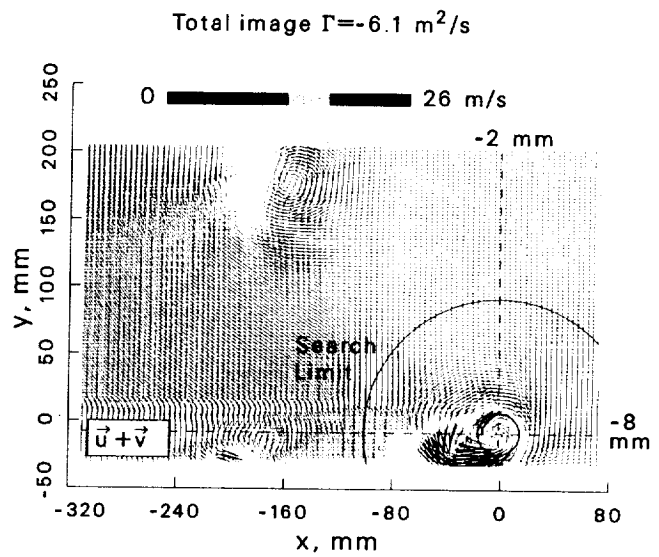 Total image Γ=-6.1 m²/s
0 26 m/s
-2 mm
250
200
150
100
50
0
-50
y, mm
Search
Limit
u⃗+v⃗
-8
mm
-320 -240 -160 -80 0 80
x, mm